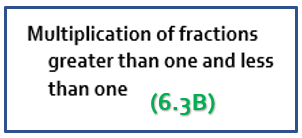 Multiplication of fractions
greater than one and less
than one
(6.3B)